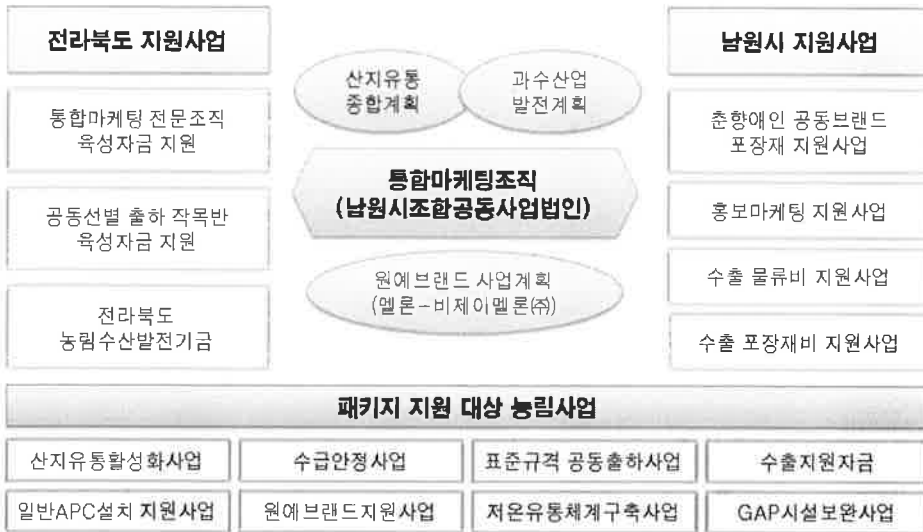 전라북도 지원사업
통합마케팅 전문조직
육성자금 지원
공동선별 출하 작목반
육성자금 지원
전라북도
농림수산발전기금
산지유통
종합계획
과수산업
발전계획
통합마케팅조직
(남원시조합공동사업법인)
원예브랜드 사업계획
(멜론-비제이멜론㈜)
남원시 지원사업
춘향애인 공동브랜드
포장재 지원사업
홍보마케팅 지원사업
수출 물류비 지원사업
수출 포장재비 지원사업
패키지 지원 대상 농림사업
산지유통활성화사업
수급안정사업
표준규격 공동출하사업
수출지원자금
일반APC설치 지원사업
원예브랜드지원사업
저온유통체계구축사업
GAP시설보완사업